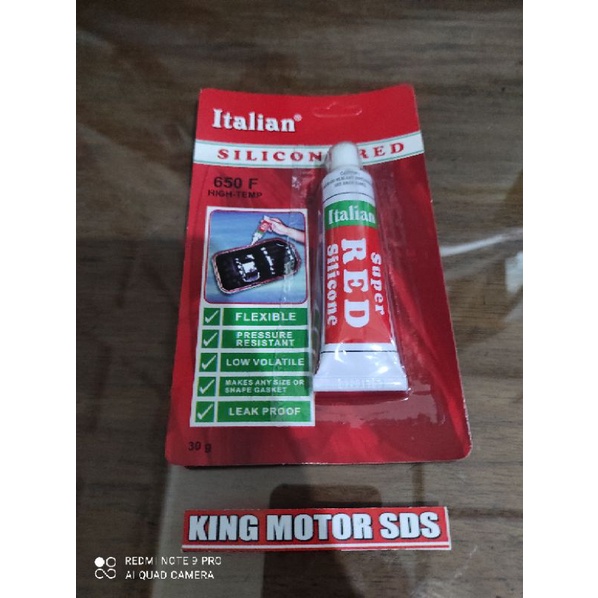 Italian®
SILICONE RED
650 F
HIGH-TEMP
FLEXIBLE
PRESSURE
RESISTANT
LOW VOLATILE
MAKES ANY SIZE OR
SHAPE GASKET
LEAK PROOF
30 g
Italian
Super
RED
Silicone
KING MOTOR SDS
REDMI NOTE 9 PRO
AI QUAD CAMERA